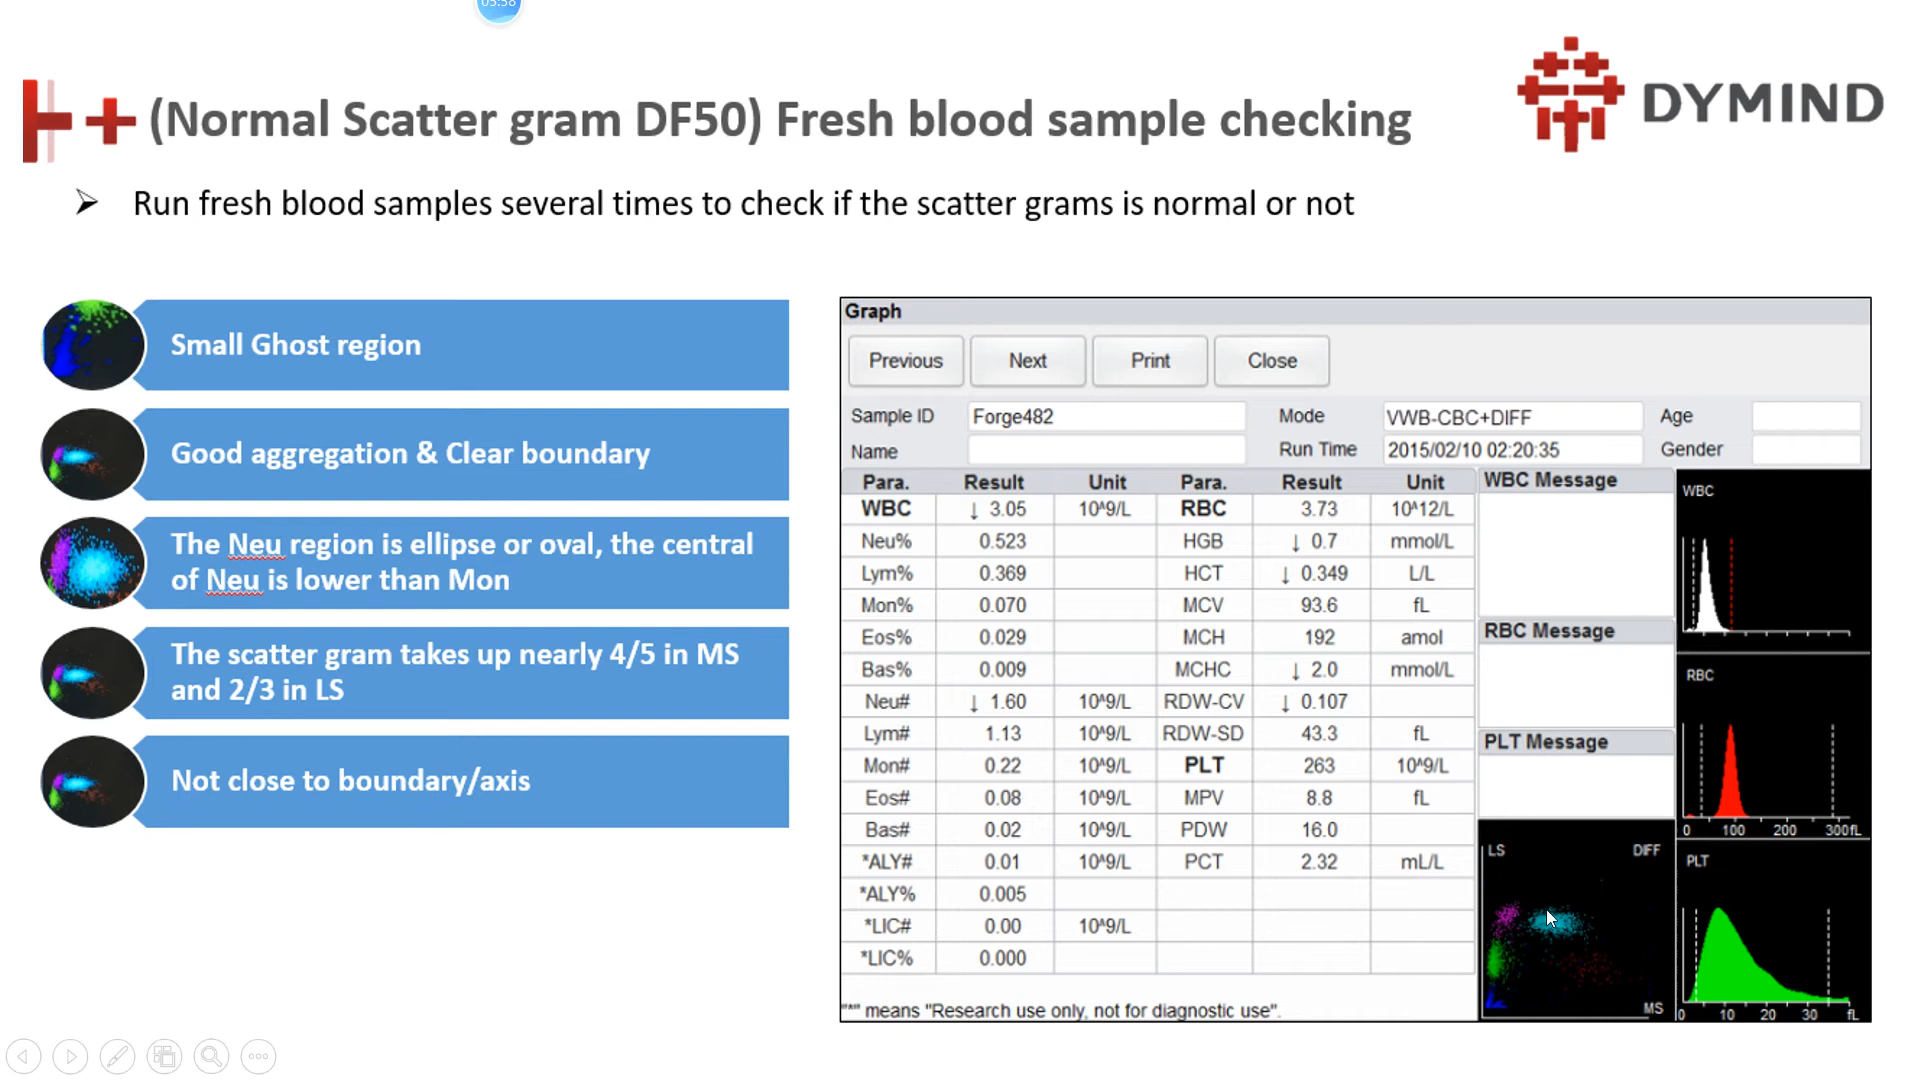 05:58
(Normal Scatter gram DF50) Fresh blood sample checking
DYMIND
Run fresh blood samples several times to check if the scatter grams is normal or not
Small Ghost region
Good aggregation & Clear boundary
The Neu region is ellipse or oval, the central
of Neu is lower than Mon
The scatter gram takes up nearly 4/5 in MS
and 2/3 in LS
Not close to boundary/axis
Graph
Previous Next Print Close
Sample ID Forge482 Mode VWB-CBC+DIFF Age
Name Run Time 2015/02/10 02:20:35 Gender
Para. Result Unit Para. Result Unit
WBC ↓ 3.05 10^9/L RBC 3.73 10^12/L
Neu% 0.523 HGB ↓ 0.7 mmol/L
Lym% 0.369 HCT ↓ 0.349 L/L
Mon% 0.070 MCV 93.6 fL
Eos% 0.029 MCH 192 amol
Bas% 0.009 MCHC ↓ 2.0 mmol/L
Neu# ↓ 1.60 10^9/L RDW-CV ↓ 0.107
Lym# 1.13 10^9/L RDW-SD 43.3 fL
Mon# 0.22 10^9/L PLT 263 10^9/L
Eos# 0.08 10^9/L MPV 8.8 fL
Bas# 0.02 10^9/L PDW 16.0
*ALY# 0.01 10^9/L PCT 2.32 mL/L
*ALY% 0.005
*LIC# 0.00 10^9/L
*LIC% 0.000
"*" means "Research use only, not for diagnostic use".
WBC Message
RBC Message
PLT Message
LS DIFF
MS
WBC
RBC
0 100 200 300fL
PLT
0 10 20 30 fL